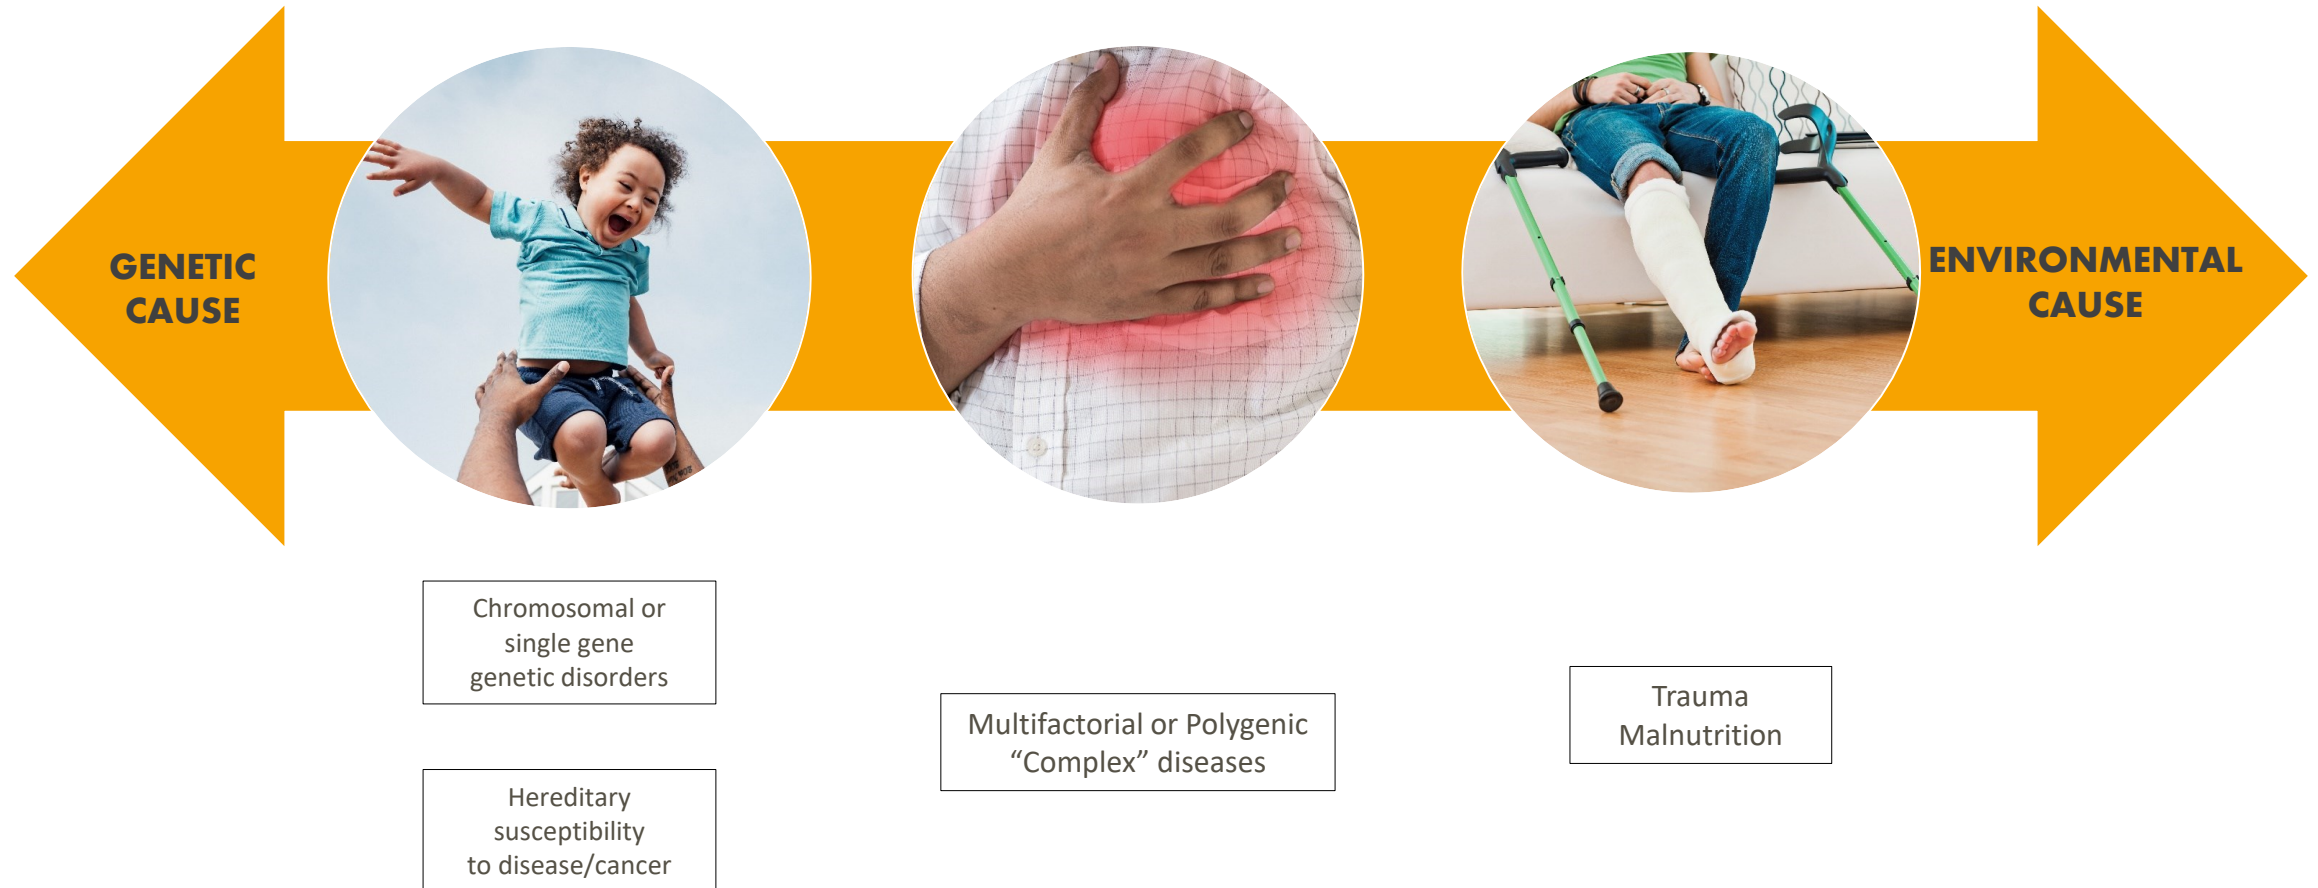 GENETIC
CAUSE
ENVIRONMENTAL
CAUSE
Chromosomal or
single gene
genetic disorders
Hereditary
susceptibility
to disease/cancer
Multifactorial or Polygenic
“Complex” diseases
Trauma
Malnutrition